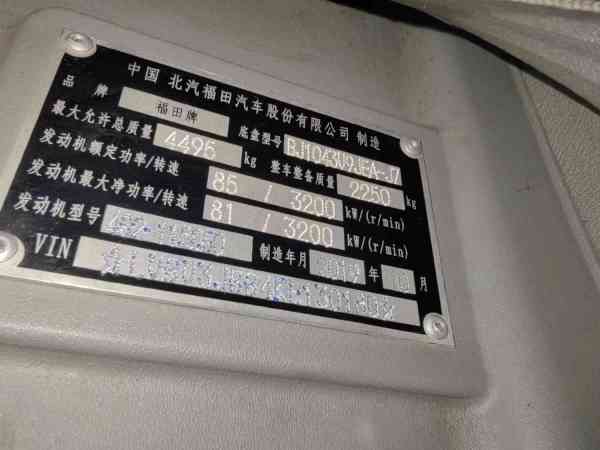 中国 北汽福田汽车股份有限公司 制造
品牌 福田牌 底盘型号 BJ1043V9JEA-J7
最大允许总质量 4495 kg 整车整备质量 2250 kg
发动机额定功率/转速 85 / 3200 kW/(r/min)
发动机最大净功率/转速 81 / 3200 kW/(r/min)
发动机型号 制造年月 年 月
VIN